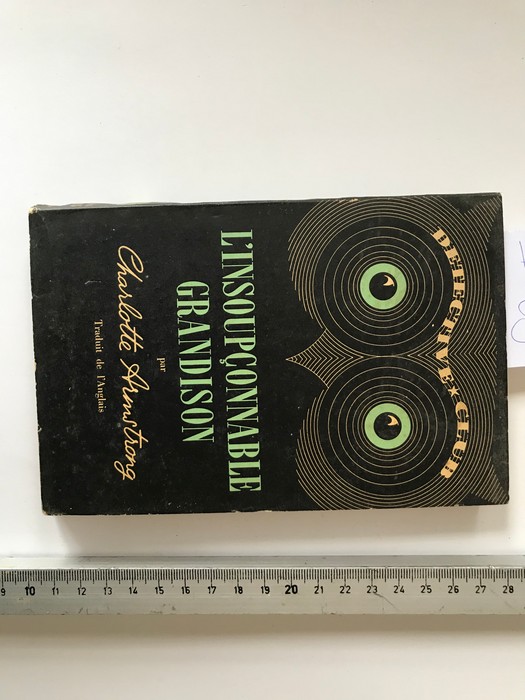 DETECTIVE★CLUB
L'INSOUPÇONNABLE
GRANDISON
par
Charlotte Armstrong
Traduit de l'Anglais
9 10 11 12 13 14 15 16 17 18 19 20 21 22 23 24 25 26 27 28